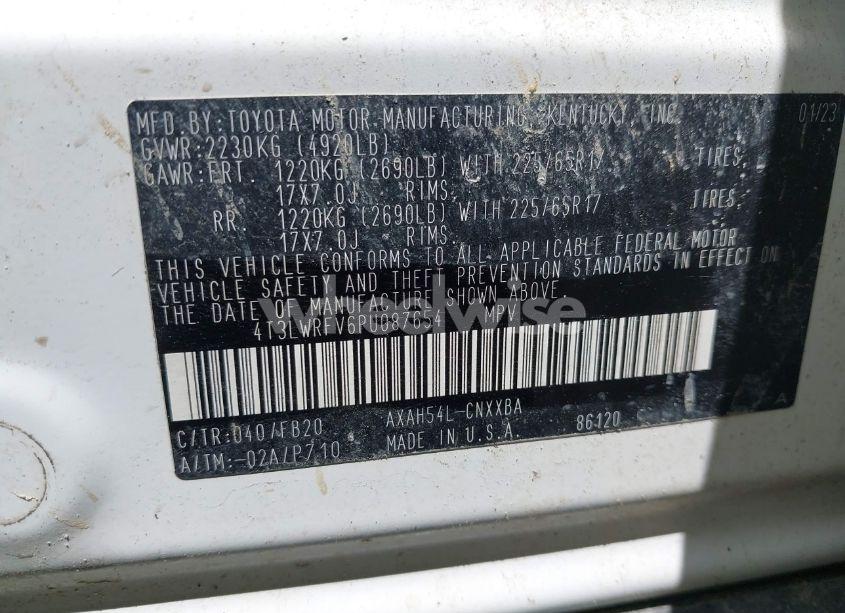 MFD. BY: TOYOTA MOTOR MANUFACTURING, KENTUCKY, INC. 01/23
GVWR: 2230KG (4920LB)
GAWR: FRT. 1220KG (2690LB) WITH 225/65R17 TIRES,
17X7.0J RIMS,
RR. 1220KG (2690LB) WITH 225/65R17 TIRES,
17X7.0J RIMS.
THIS VEHICLE CONFORMS TO ALL APPLICABLE FEDERAL MOTOR
VEHICLE SAFETY AND THEFT PREVENTION STANDARDS IN EFFECT ON
THE DATE OF MANUFACTURE SHOWN ABOVE.
MPV
wheelwise
C/TR: 040/FB20 AXAH54L-CNXXBA 86120
A/TM: -02A/P710 MADE IN U.S.A.